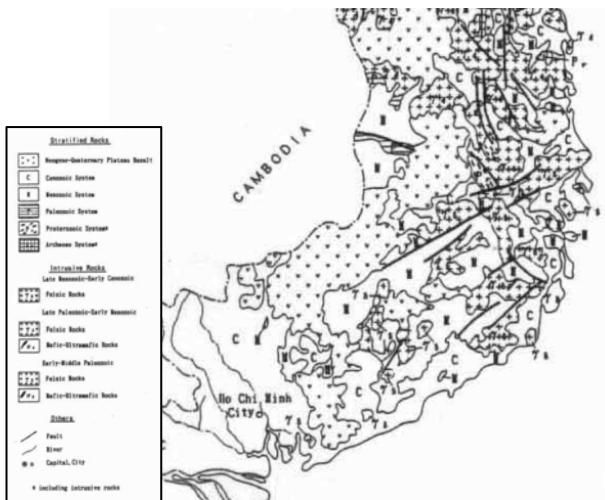 CAMBODIA
Ho Chi Minh
City
Stratified Rocks
Neogene-Quaternary Plateau Basalt
C Cenozoic System
M Mesozoic System
Paleozoic System
Proterozoic System*
Archean System*
Intrusive Rocks
Late Mesozoic-Early Cenozoic
Felsic Rocks
Late Paleozoic-Early Mesozoic
Felsic Rocks
Mafic-Ultramafic Rocks
Early-Middle Paleozoic
Felsic Rocks
Mafic-Ultramafic Rocks
Others
Fault
River
Capital, City
* including intrusive rocks